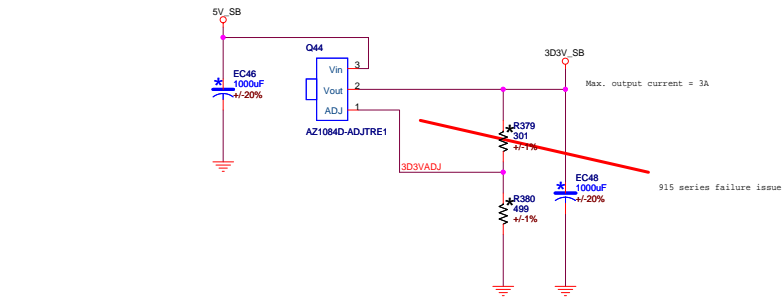 5V_SB
Q44
3D3V_SB
EC46
1000uF
+/-20%
Vin 3
Vout 2
ADJ 1
AZ1084D-ADJTRE1
Max. output current = 3A
R379
301
+/-1%
3D3VADJ
EC48
1000uF
+/-20%
915 series failure issue
R380
499
+/-1%